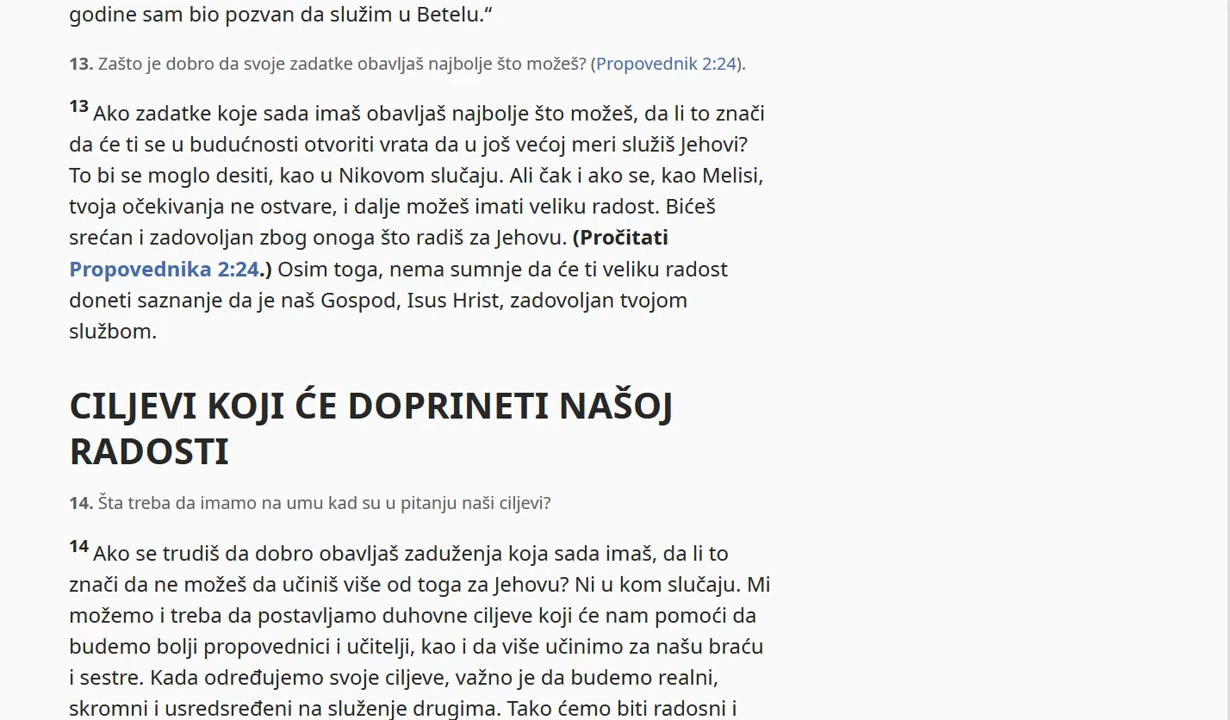 godine sam bio pozvan da služim u Betelu.“
13. Zašto je dobro da svoje zadatke obavljaš najbolje što možeš? (Propovednik 2:24).
13 Ako zadatke koje sada imaš obavljaš najbolje što možeš, da li to znači
da će ti se u budućnosti otvoriti vrata da u još većoj meri služiš Jehovi?
To bi se moglo desiti, kao u Nikovom slučaju. Ali čak i ako se, kao Melisi,
tvoja očekivanja ne ostvare, i dalje možeš imati veliku radost. Bićeš
srećan i zadovoljan zbog onoga što radiš za Jehovu. (Pročitati
Propovednika 2:24.) Osim toga, nema sumnje da će ti veliku radost
doneti saznanje da je naš Gospod, Isus Hrist, zadovoljan tvojom
službom.
CILJEVI KOJI ĆE DOPRINETI NAŠOJ
RADOSTI
14. Šta treba da imamo na umu kad su u pitanju naši ciljevi?
14 Ako se trudiš da dobro obavljaš zaduženja koja sada imaš, da li to
znači da ne možeš da učiniš više od toga za Jehovu? Ni u kom slučaju. Mi
možemo i treba da postavljamo duhovne ciljeve koji će nam pomoći da
budemo bolji propovednici i učitelji, kao i da više učinimo za našu braću
i sestre. Kada određujemo svoje ciljeve, važno je da budemo realni,
skromni i usredsređeni na služenje drugima. Tako ćemo biti radosni i